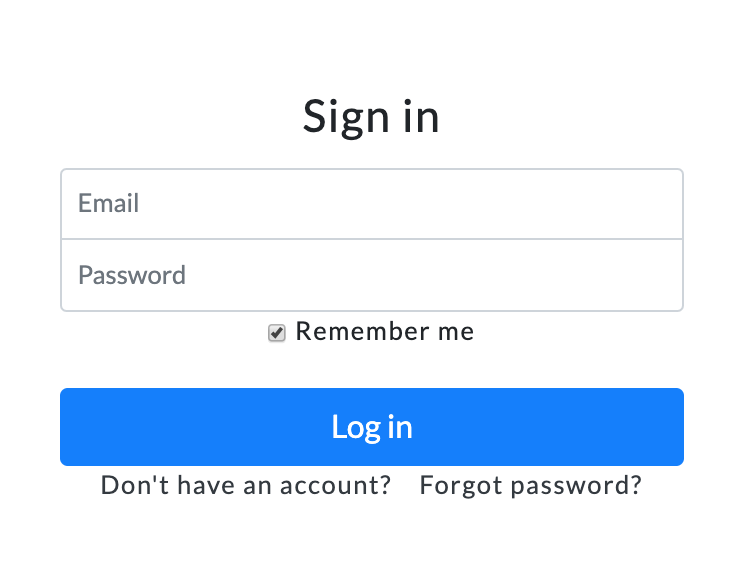 Sign in
Email
Password
Remember me
Log in
Don't have an account? Forgot password?